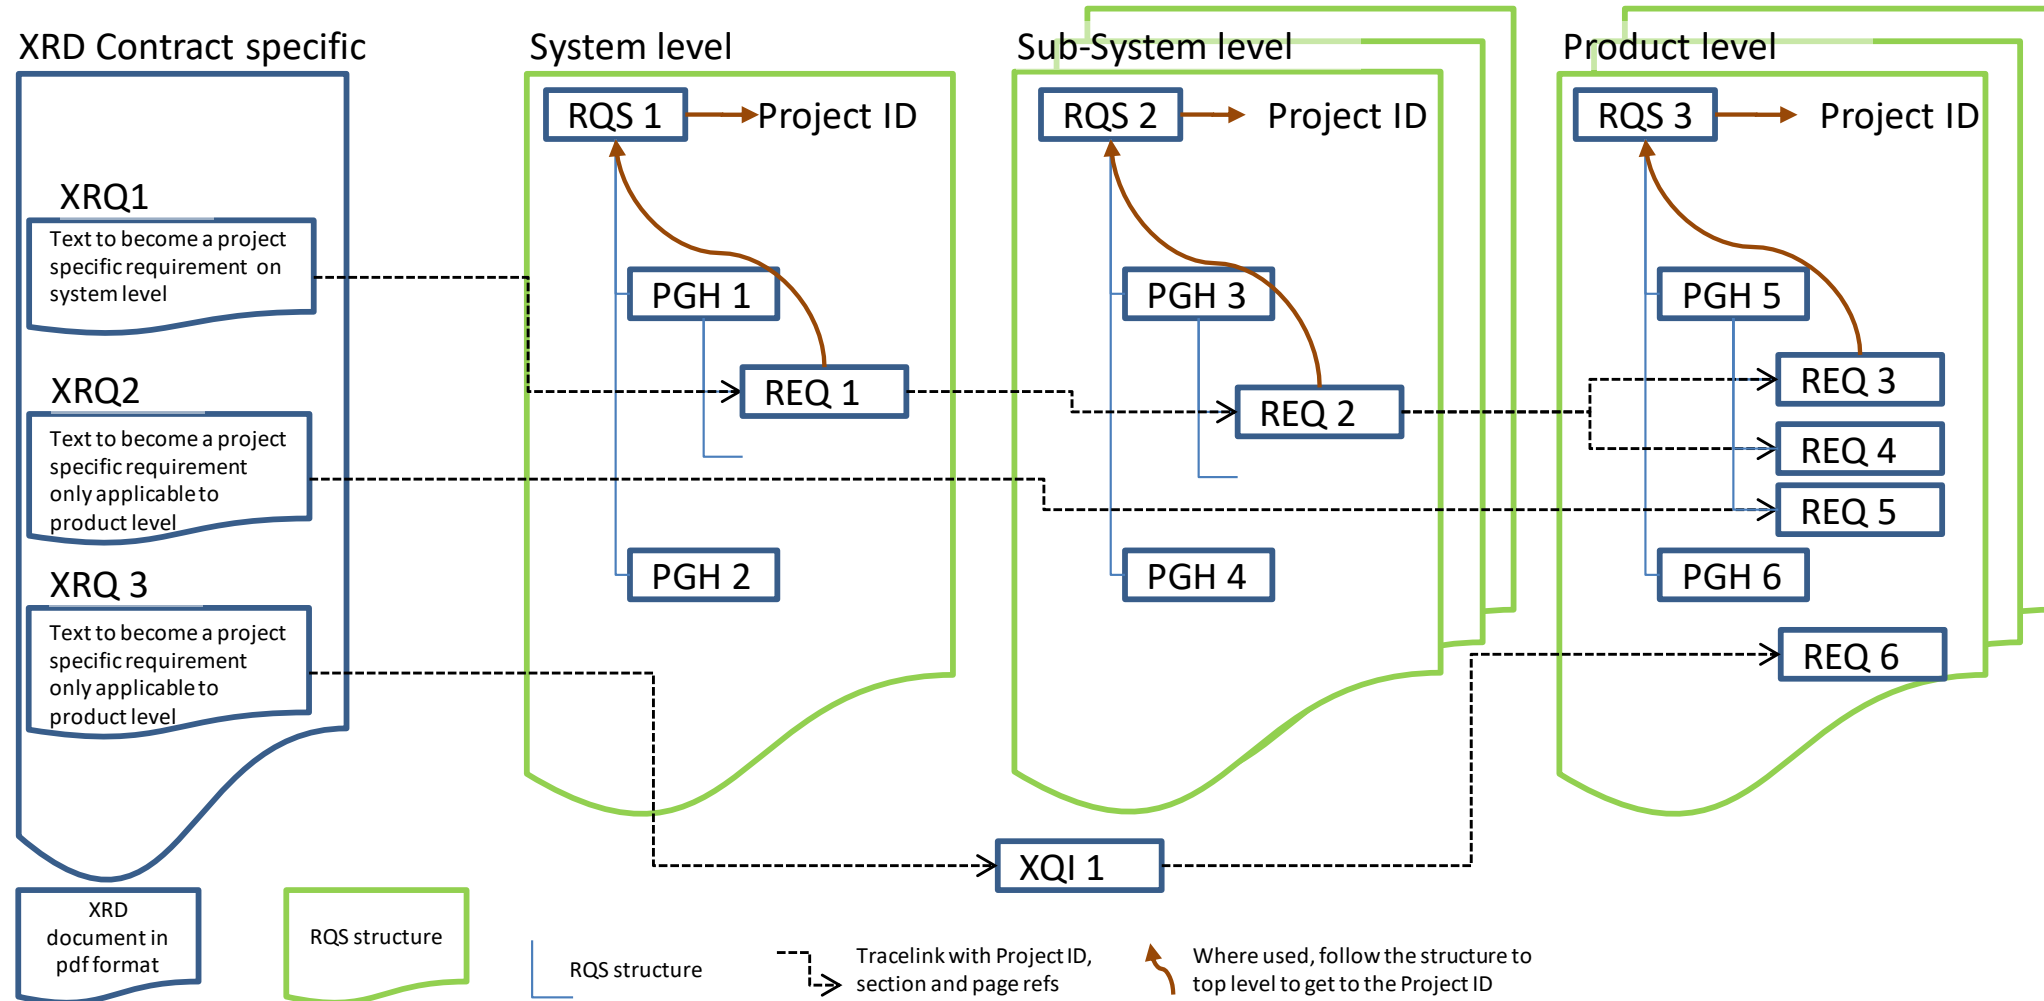 XRD Contract specific
System level
Sub-System level
Product level
RQS 1
Project ID
RQS 2
Project ID
RQS 3
Project ID
XRQ1
Text to become a project
specific requirement on
system level
PGH 1
PGH 3
PGH 5
REQ 1
REQ 2
REQ 3
XRQ2
Text to become a project
specific requirement
only applicable to
product level
REQ 4
REQ 5
XRQ 3
PGH 2
PGH 4
PGH 6
Text to become a project
specific requirement
only applicable to
product level
REQ 6
XQI 1
XRD
document in
pdf format
RQS structure
RQS structure
Tracelink with Project ID,
section and page refs
Where used, follow the structure to
top level to get to the Project ID